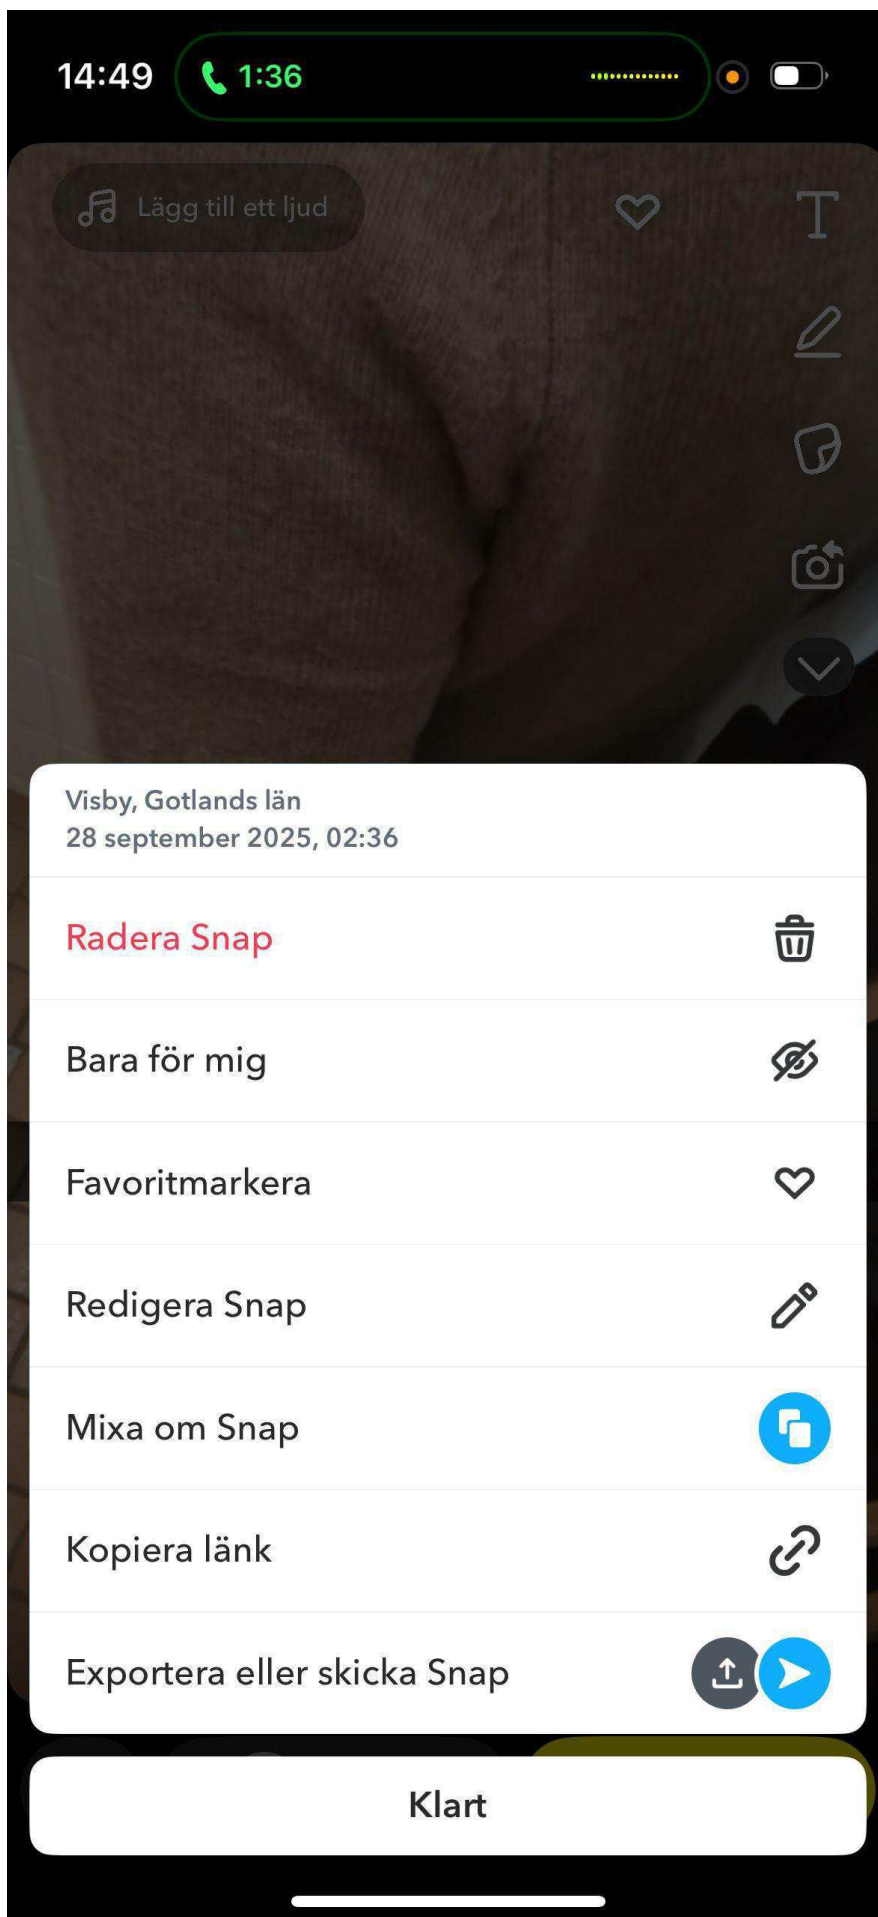 14:49
1:36
Lägg till ett ljud
T
Visby, Gotlands län
28 september 2025, 02:36
Radera Snap
Bara för mig
Favoritmarkera
Redigera Snap
Mixa om Snap
Kopiera länk
Exportera eller skicka Snap
Klart